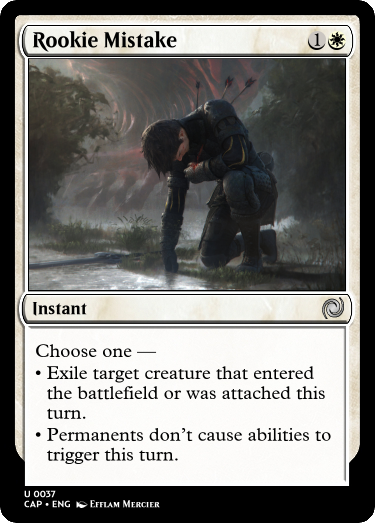 Rookie Mistake 1
Instant
Choose one —
• Exile target creature that entered
the battlefield or was attached this
turn.
• Permanents don't cause abilities to
trigger this turn.
U 0037
CAP • ENG Efflam Mercier